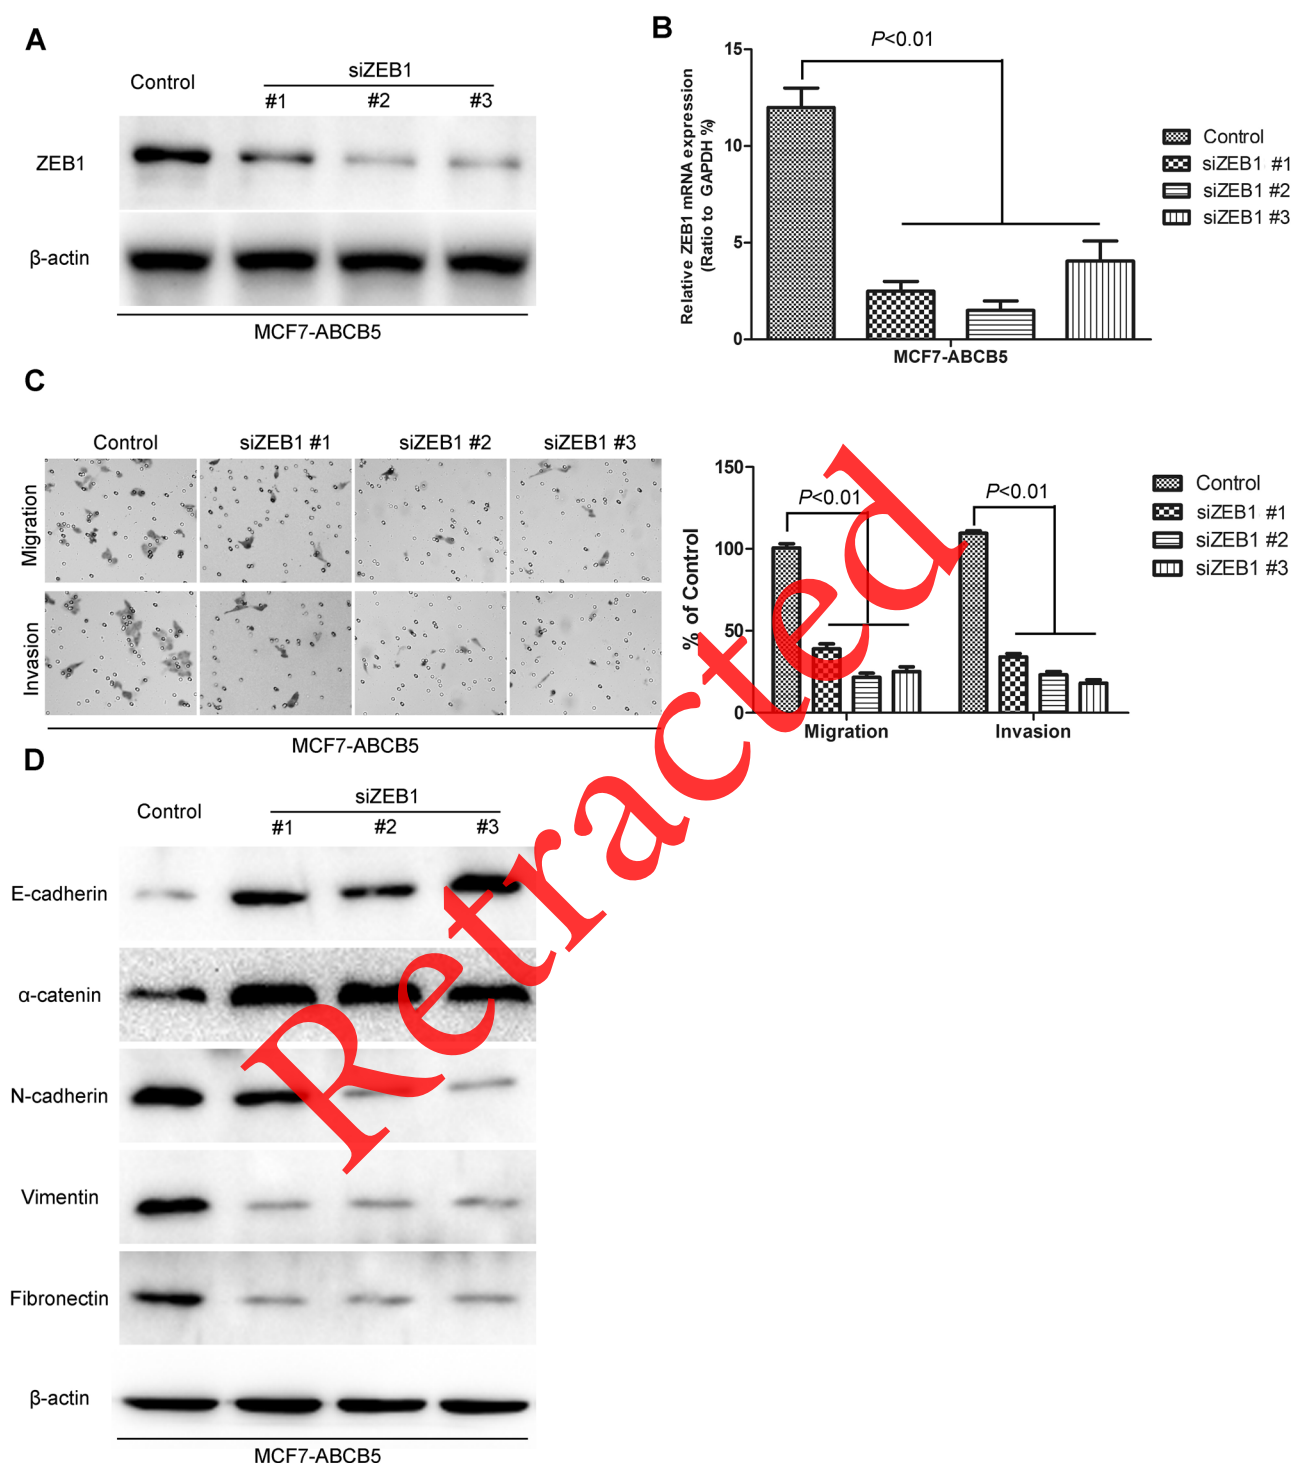 A
Control
siZEB1
#1 #2 #3
ZEB1
β-actin
MCF7-ABCB5
B
P<0.01
Relative ZEB1 mRNA expression
(Ratio to GAPDH %)
15
10
5
0
MCF7-ABCB5
Control
siZEB1 #1
siZEB1 #2
siZEB1 #3
C
Control siZEB1 #1 siZEB1 #2 siZEB1 #3
Migration
Invasion
MCF7-ABCB5
% of Control
150
100
50
0
P<0.01
P<0.01
Migration Invasion
Control
siZEB1 #1
siZEB1 #2
siZEB1 #3
D
Control
siZEB1
#1 #2 #3
E-cadherin
α-catenin
N-cadherin
Vimentin
Fibronectin
β-actin
MCF7-ABCB5
Retracted